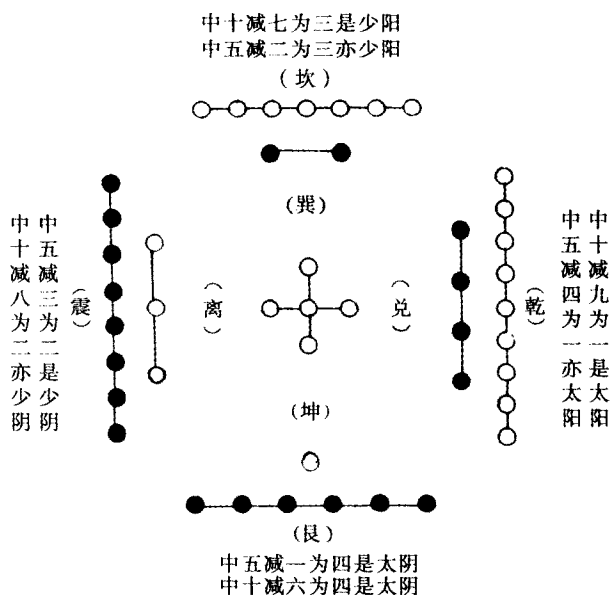 中十减七为三是少阳
中五减二为三亦少阳
(坎)
(巽)
中五减三为二是少阴
中十减八为二亦少阴
(震)
(离)
(兑)
(乾)
中十减九为一是太阳
中五减四为一亦太阳
(坤)
(艮)
中五减一为四是太阴
中十减六为四是太阴